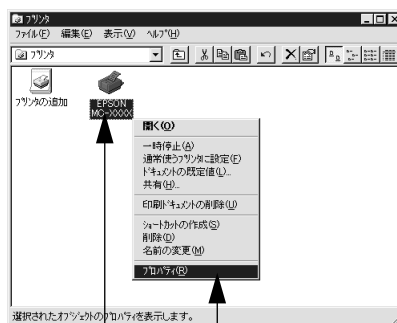 プリンタ
ファイル(F) 編集(E) 表示(V) ヘルプ(H)
プリンタ
プリンタの追加
EPSON
MC-XXXX
開く(O)
一時停止(A)
通常使うプリンタに設定(F)
ドキュメントの既定値(L)...
共有(H)...
印刷ドキュメントの削除(U)
ショートカットの作成(S)
削除(D)
名前の変更(M)
プロパティ(R)
選択されたオブジェクトのプロパティを表示します。